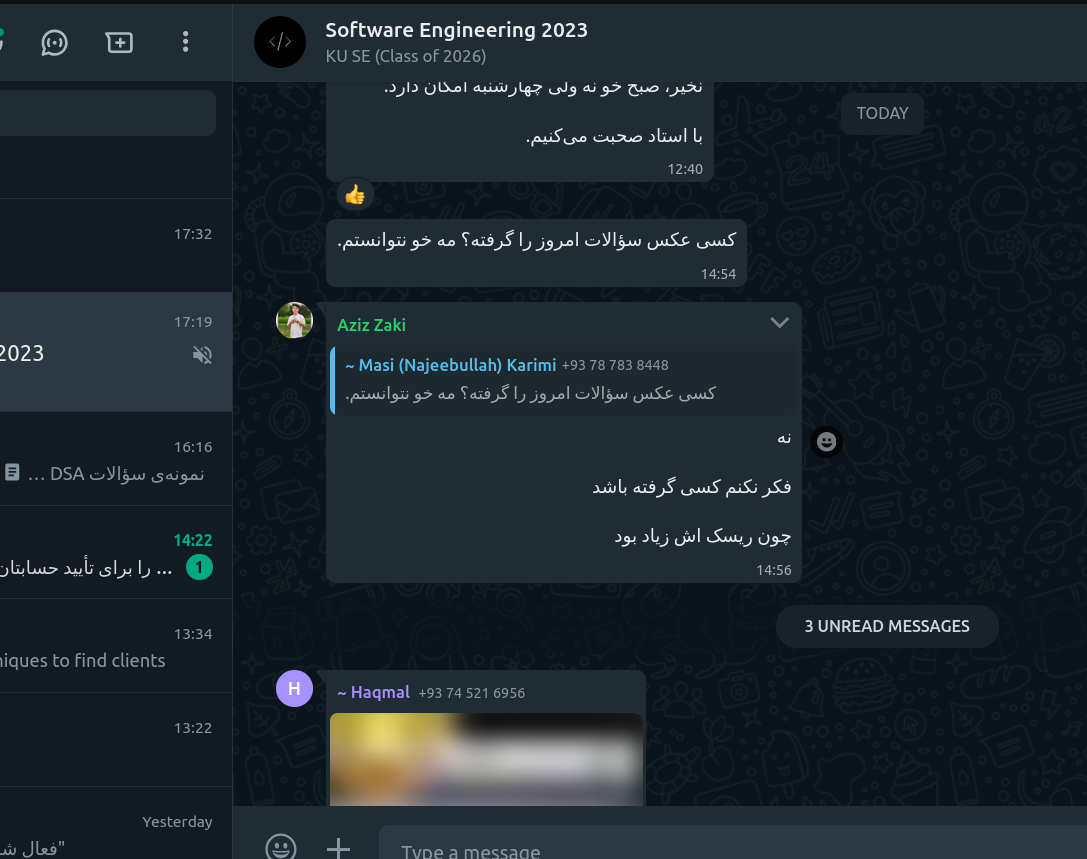 Software Engineering 2023
KU SE (Class of 2026)
17:32
17:19
2023
16:16
نمونه‌ی سؤالات DSA …
14:22
را برای تأیید حسابتان …
1
13:34
niques to find clients
13:22
Yesterday
TODAY
نخیر، صبح خو نه ولی چهارشنبه امکان دارد.
با استاد صحبت می‌کنیم.
12:40
کسی عکس سؤالات امروز را گرفته؟ مه خو نتوانستم.
14:54
Aziz Zaki
~ Masi (Najeebullah) Karimi +93 78 783 8448
کسی عکس سؤالات امروز را گرفته؟ مه خو نتوانستم.
نه
فکر نکنم کسی گرفته باشد
چون ریسک اش زیاد بود
14:56
3 UNREAD MESSAGES
H
~ Haqmal +93 74 521 6956
Type a message